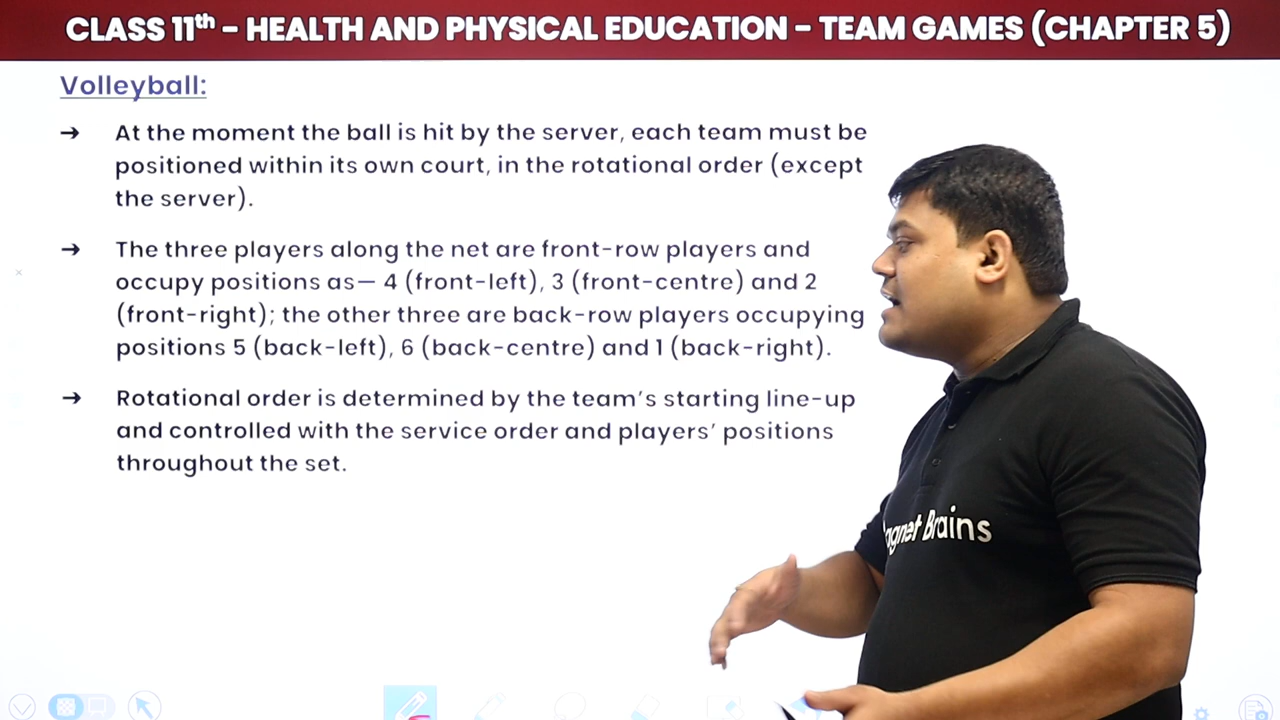 CLASS 11th – HEALTH AND PHYSICAL EDUCATION – TEAM GAMES (CHAPTER 5)
Volleyball:
→ At the moment the ball is hit by the server, each team must be
positioned within its own court, in the rotational order (except
the server).
→ The three players along the net are front-row players and
occupy positions as— 4 (front-left), 3 (front-centre) and 2
(front-right); the other three are back-row players occupying
positions 5 (back-left), 6 (back-centre) and 1 (back-right).
→ Rotational order is determined by the team's starting line-up
and controlled with the service order and players' positions
throughout the set.
agnet Brains